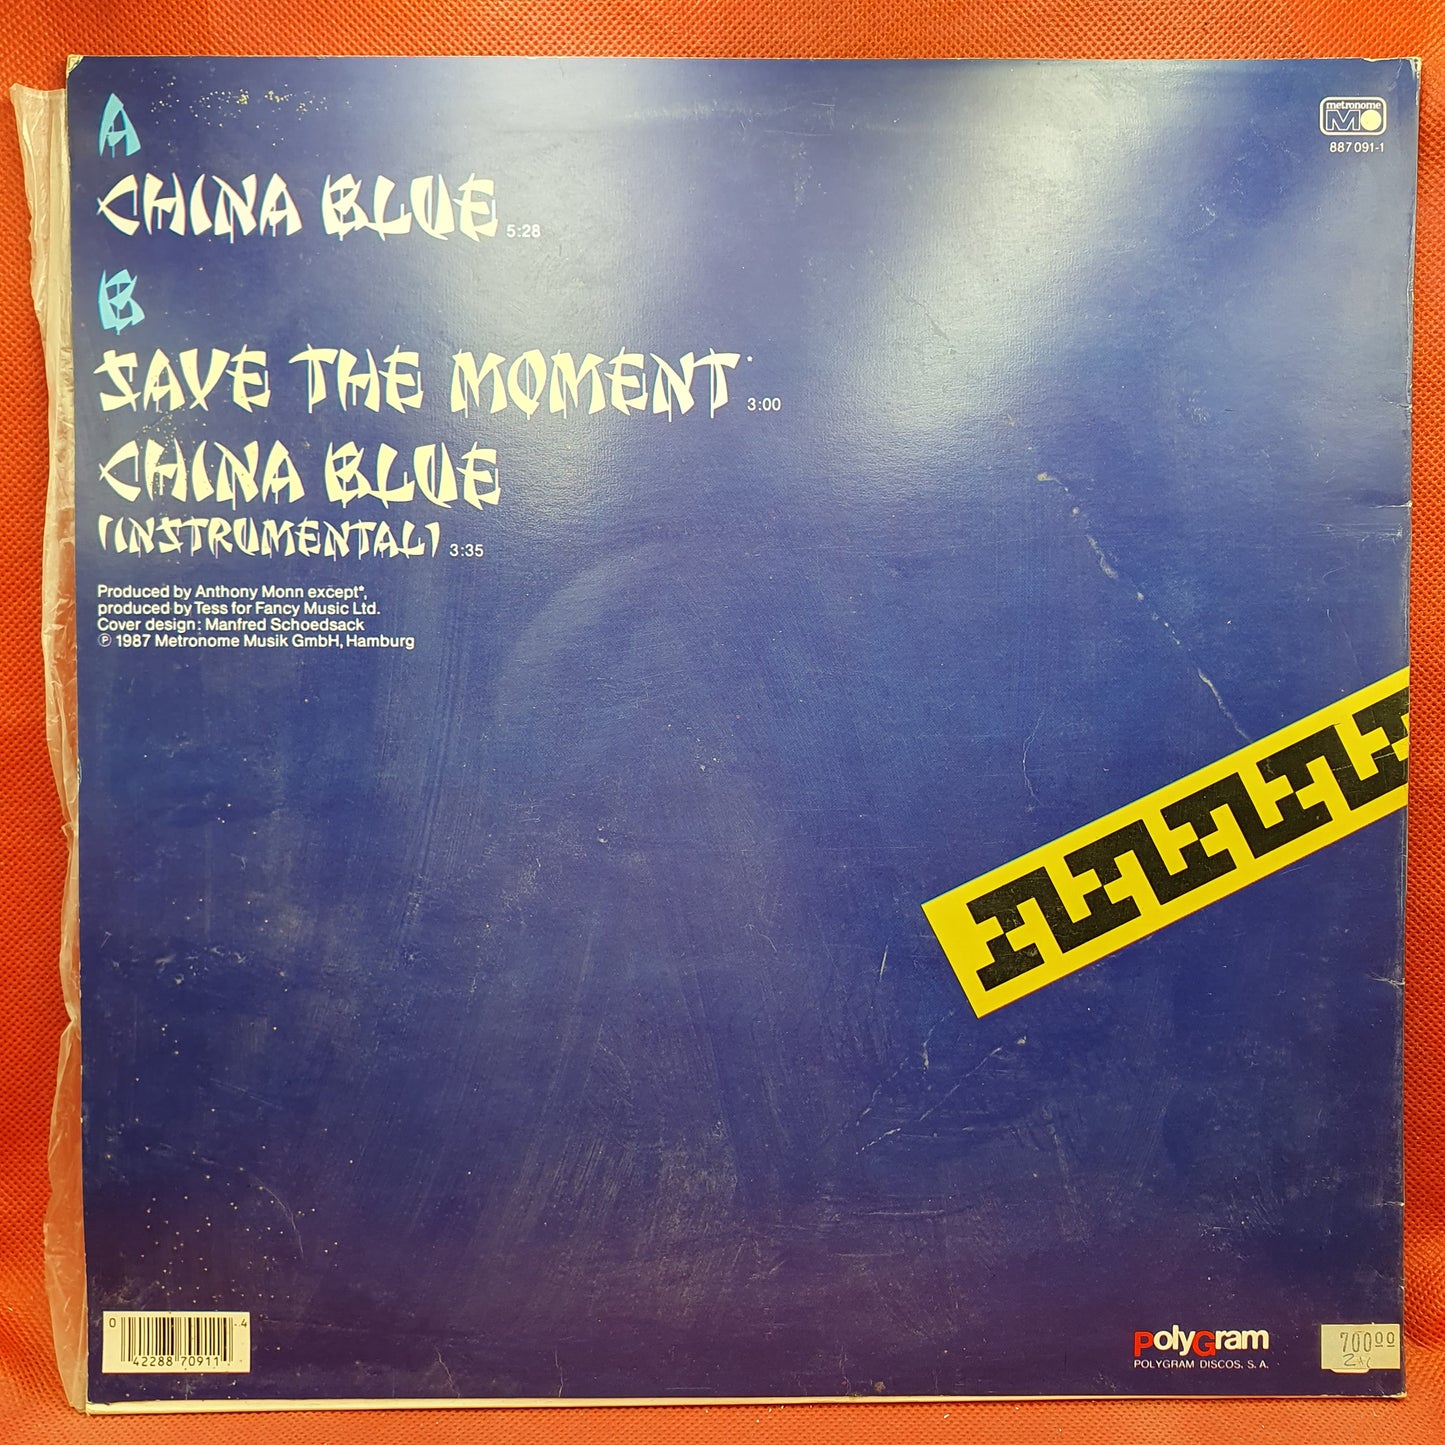 A
metronome
887 091-1
CHINA BLUE 5:28
B
SAVE THE MOMENT* 3:00
CHINA BLUE
(INSTRUMENTAL) 3:35
Produced by Anthony Monn except*,
produced by Tess for Fancy Music Ltd.
Cover design: Manfred Schoedsack
℗ 1987 Metronome Musik GmbH, Hamburg
0 42288 70911 4
PolyGram
POLYGRAM DISCOS, S.A.
700 00